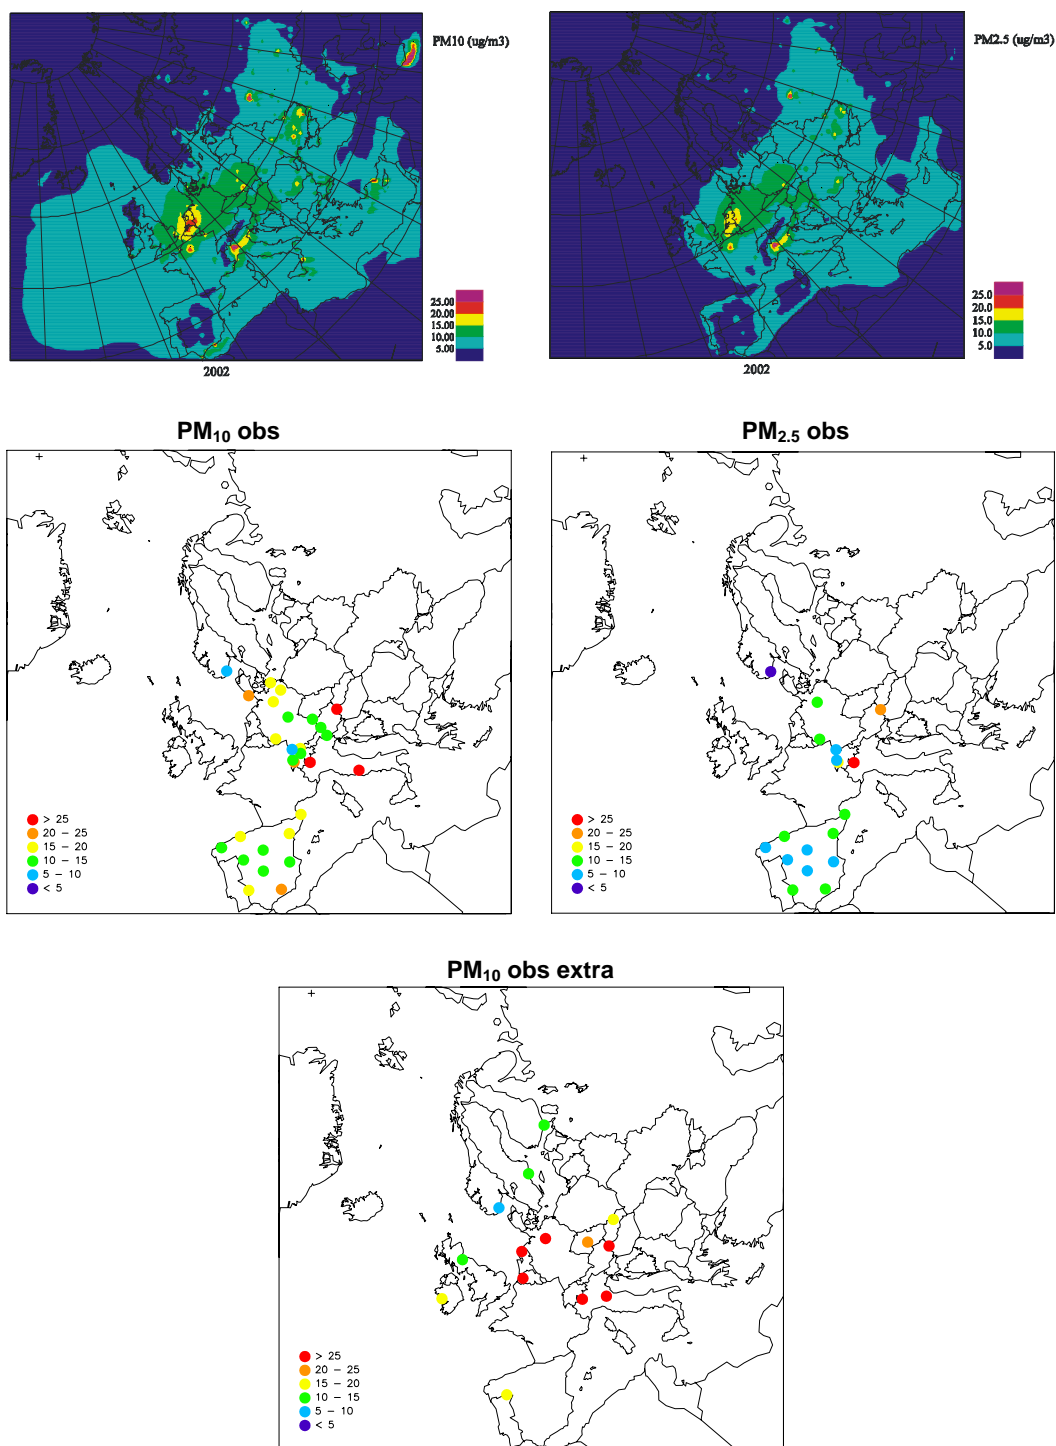 PM10 (ug/m3)
25.00
20.00
15.00
10.00
5.00
2002
PM2.5 (ug/m3)
25.0
20.0
15.0
10.0
5.0
2002
PM10 obs
> 25
20 – 25
15 – 20
10 – 15
5 – 10
< 5
PM2.5 obs
> 25
20 – 25
15 – 20
10 – 15
5 – 10
< 5
PM10 obs extra
> 25
20 – 25
15 – 20
10 – 15
5 – 10
< 5